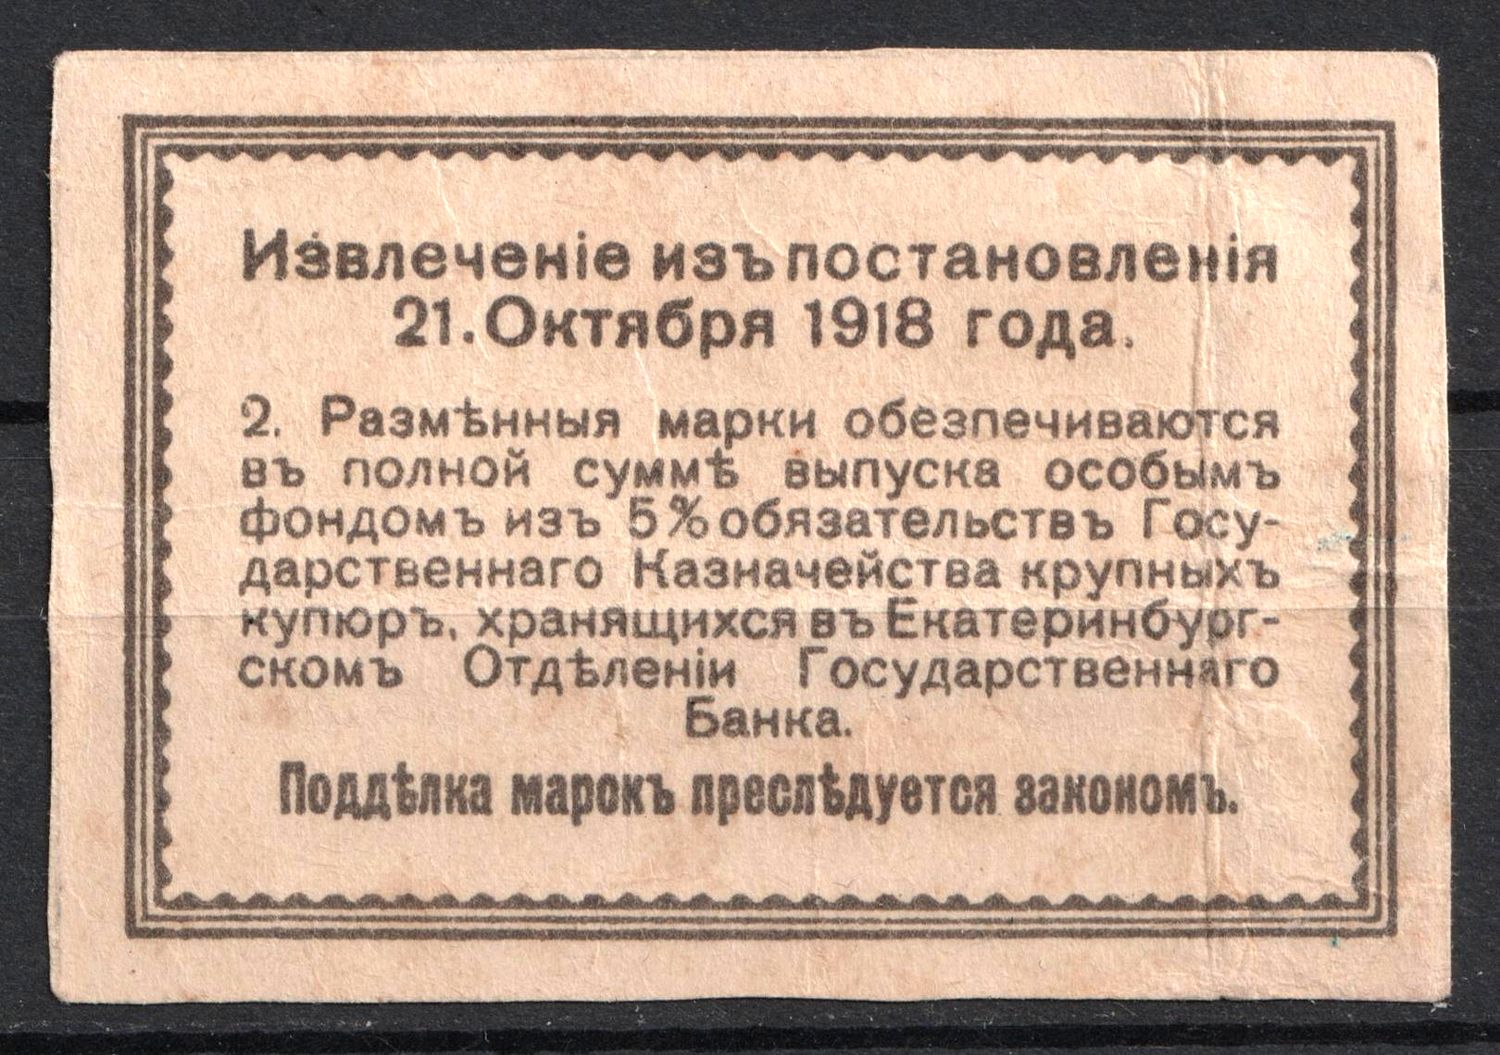 Извлеченіе изъ постановленія
21. Октября 1918 года.
2. Размѣнныя марки обезпечиваются
въ полной суммѣ выпуска особымъ
фондомъ изъ 5% обязательствъ Госу-
дарственнаго Казначейства крупныхъ
купюръ, хранящихся въ Екатеринбург-
скомъ Отдѣленіи Государственнаго
Банка.
Поддѣлка марокъ преслѣдуется закономъ.